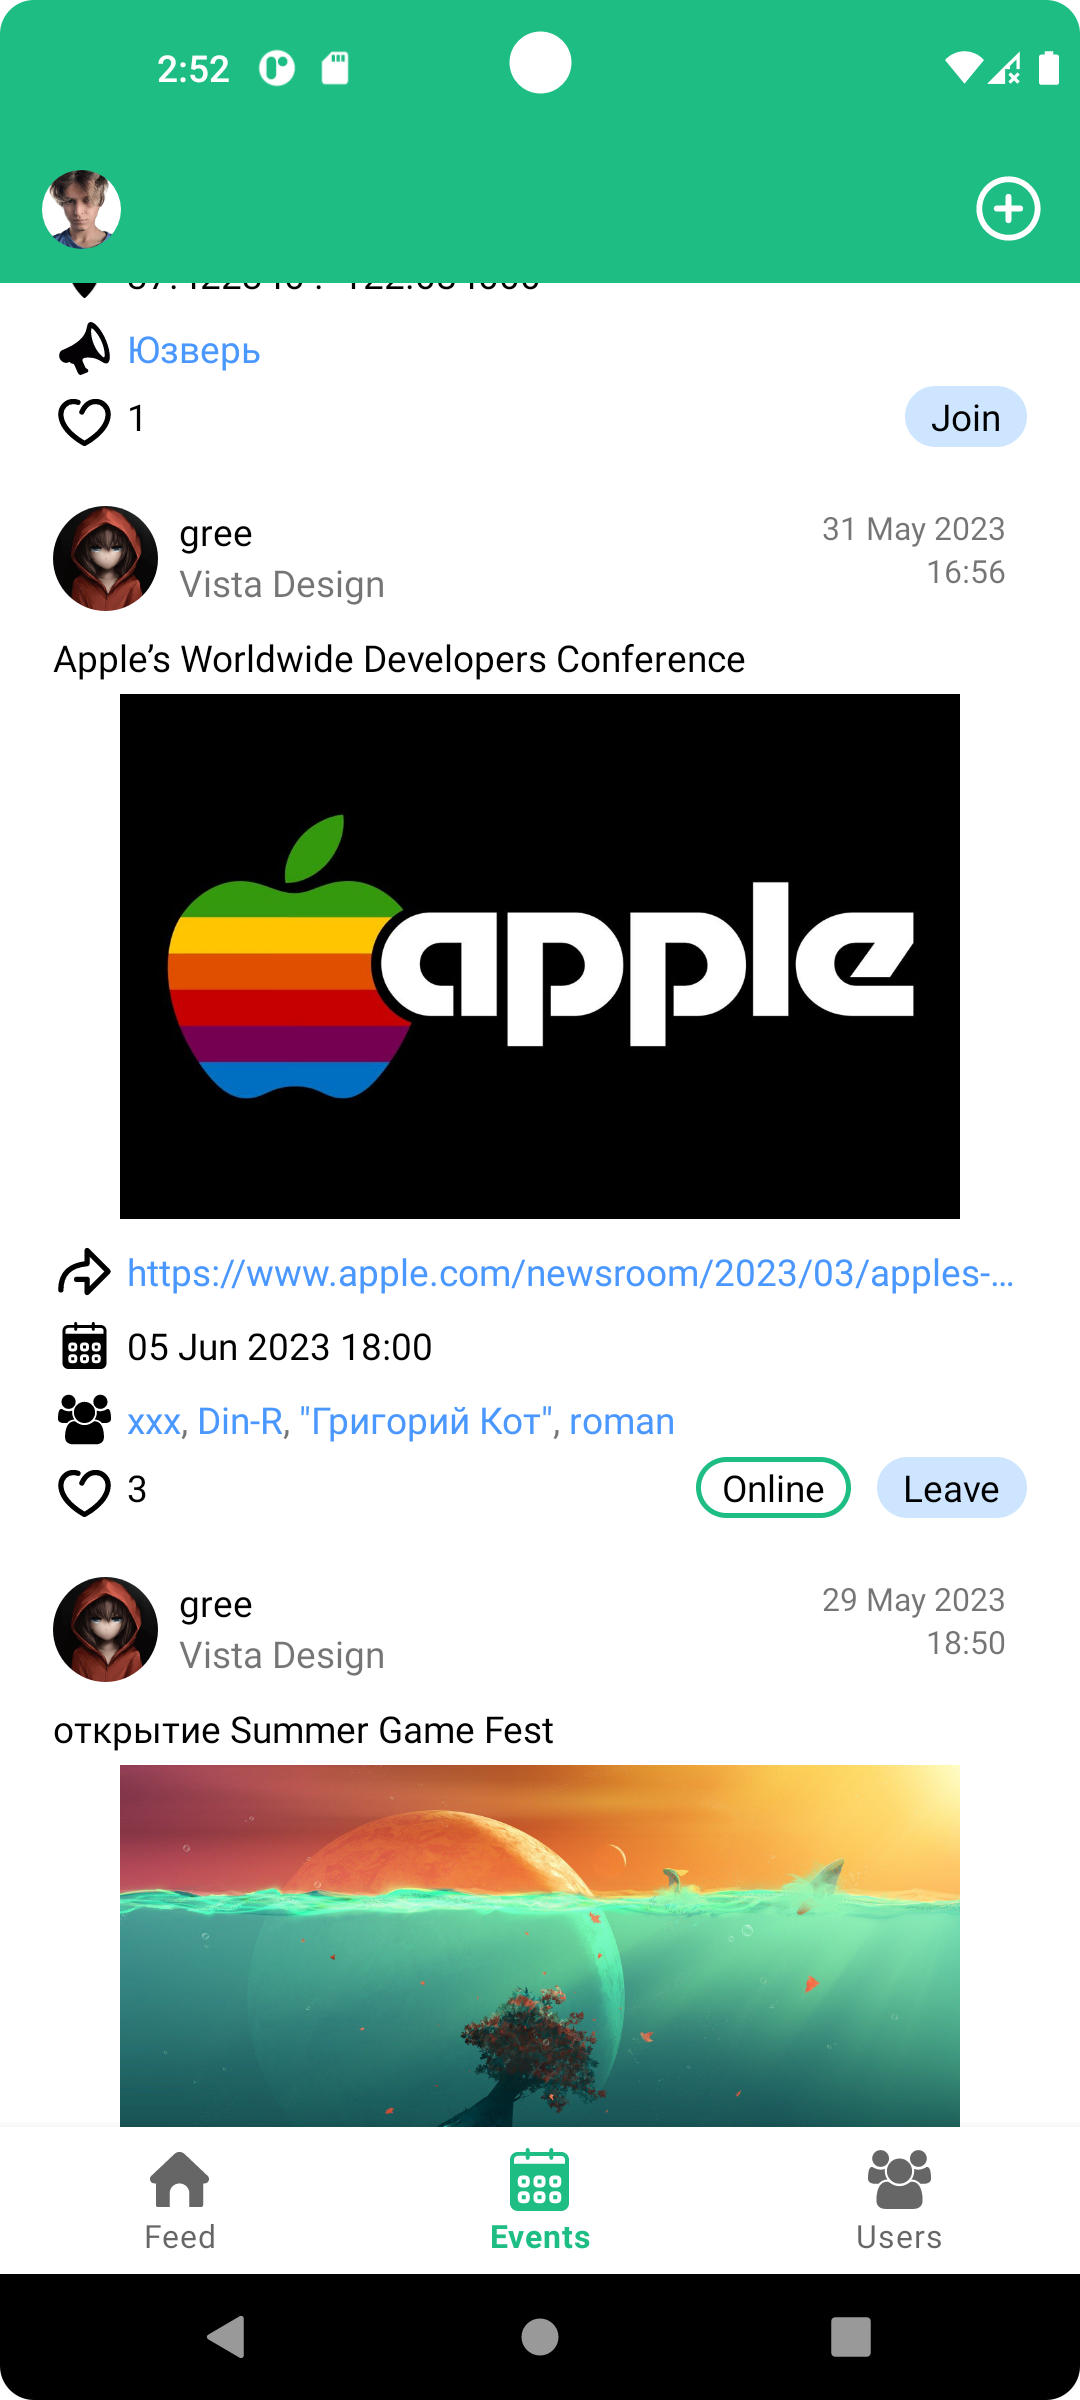 2:52
Юзверь
1
Join
gree
31 May 2023
Vista Design
16:56
Apple’s Worldwide Developers Conference
apple
https://www.apple.com/newsroom/2023/03/apples-...
05 Jun 2023 18:00
xxx, Din-R, "Григорий Кот", roman
3
Online
Leave
gree
29 May 2023
Vista Design
18:50
открытие Summer Game Fest
Feed
Events
Users